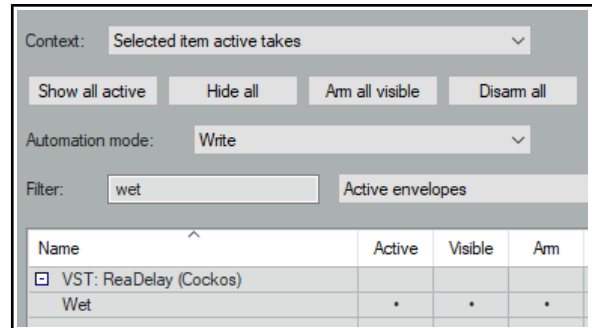 Context: Selected item active takes
Show all active Hide all Arm all visible Disarm all
Automation mode: Write
Filter: wet Active envelopes
Name Active Visible Arm
VST: ReaDelay (Cockos)
Wet • • •